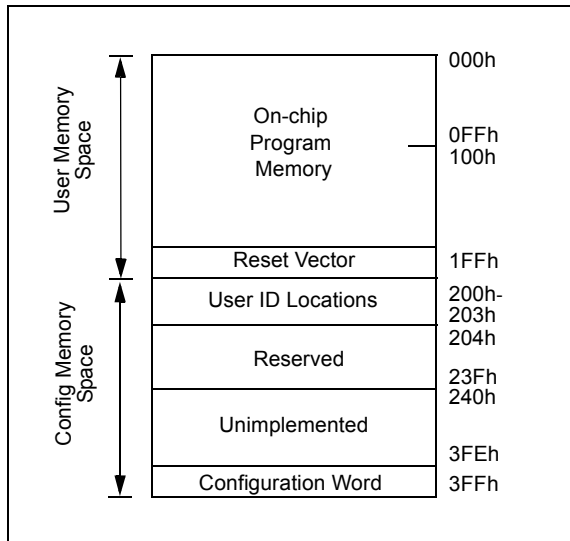 000h
On-chip
Program
Memory
0FFh
100h
User Memory
Space
Reset Vector
1FFh
User ID Locations
200h-
203h
204h
Reserved
23Fh
240h
Config Memory
Space
Unimplemented
3FEh
Configuration Word
3FFh